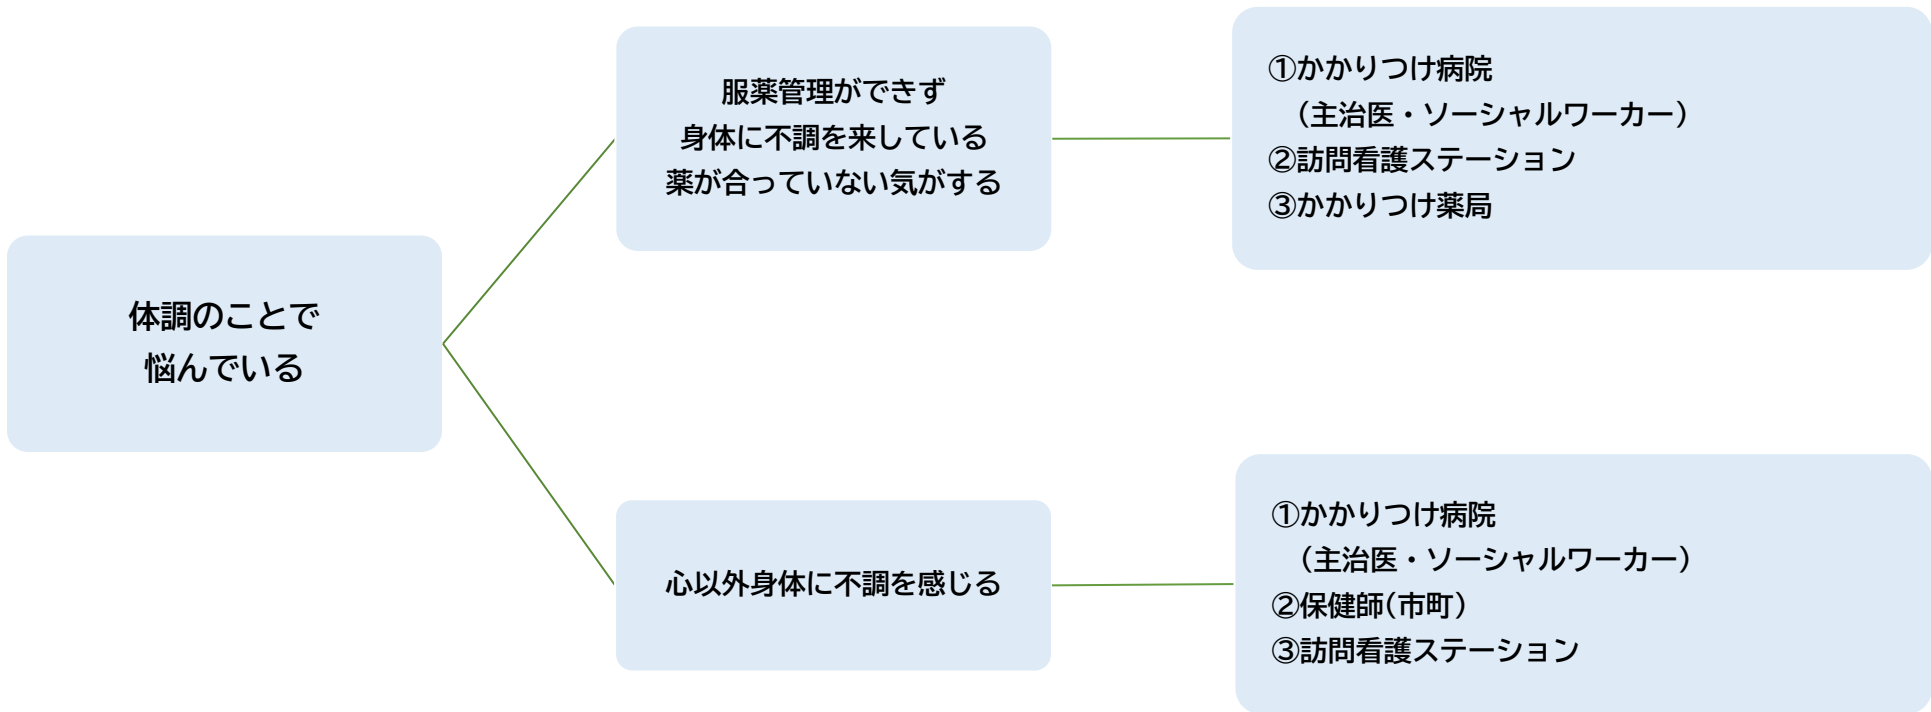 体調のことで
悩んでいる
服薬管理ができず
身体に不調を来している
薬が合っていない気がする
①かかりつけ病院
（主治医・ソーシャルワーカー）
②訪問看護ステーション
③かかりつけ薬局
心以外身体に不調を感じる
①かかりつけ病院
（主治医・ソーシャルワーカー）
②保健師(市町)
③訪問看護ステーション